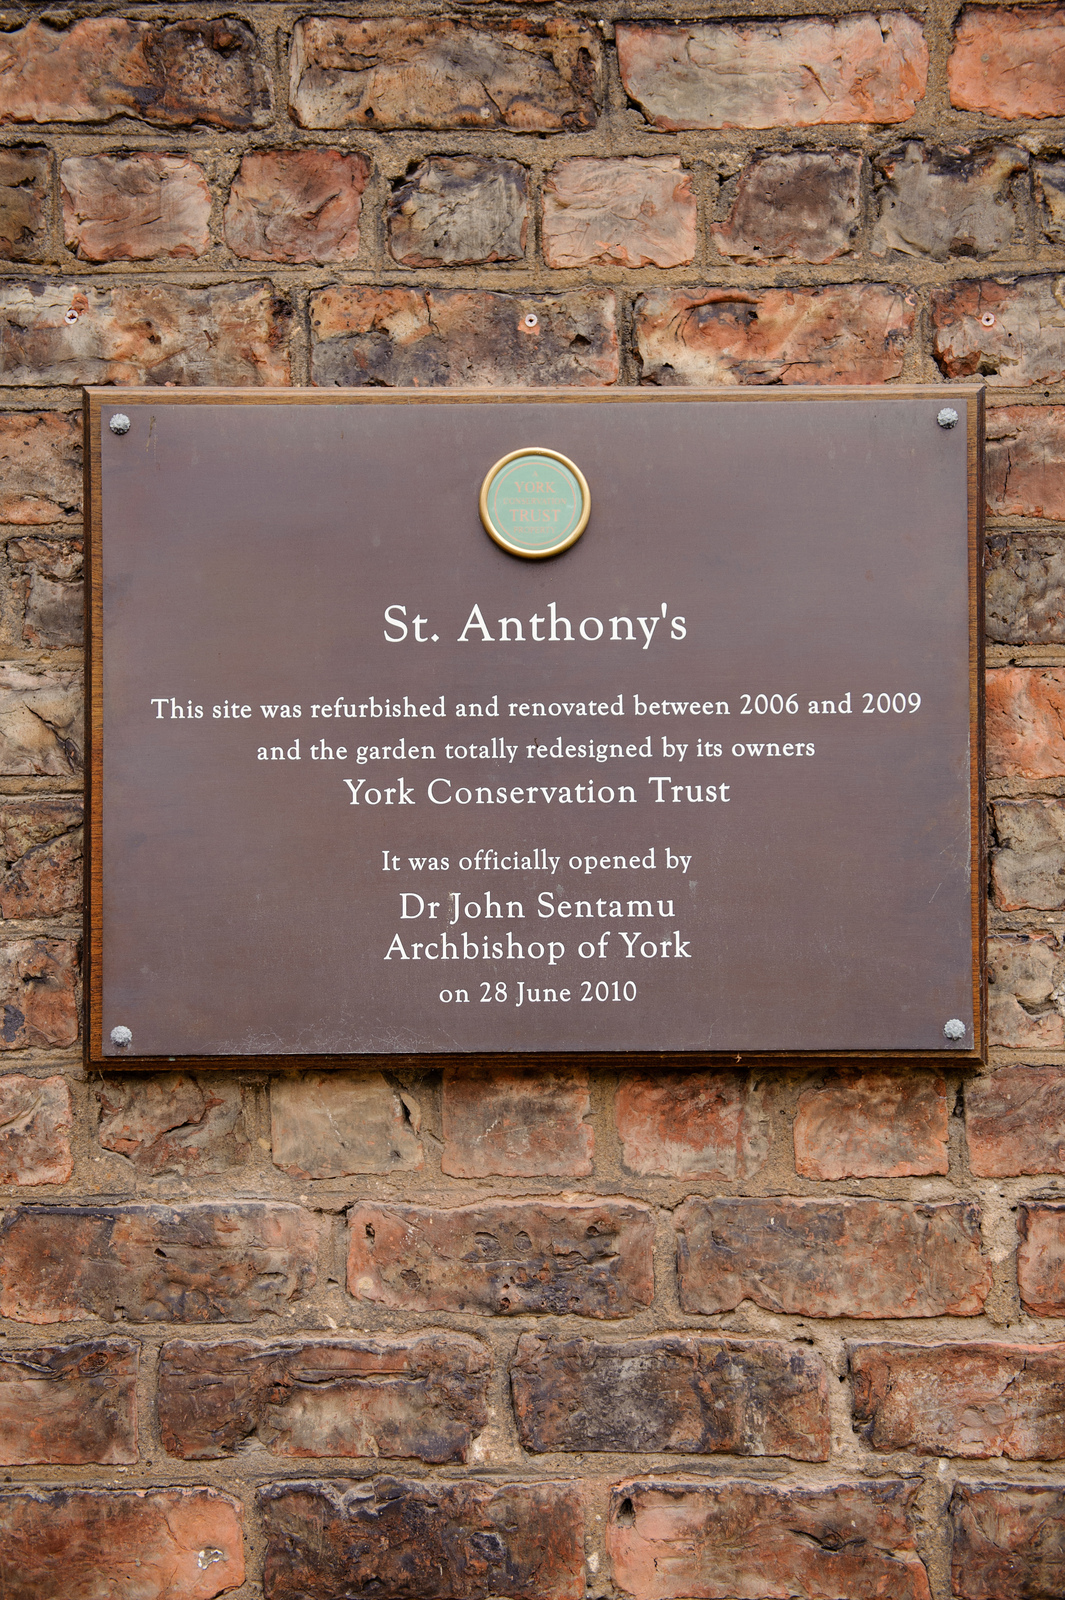 A
YORK
CONSERVATION
TRUST
PROPERTY
St. Anthony's
This site was refurbished and renovated between 2006 and 2009
and the garden totally redesigned by its owners
York Conservation Trust
It was officially opened by
Dr John Sentamu
Archbishop of York
on 28 June 2010